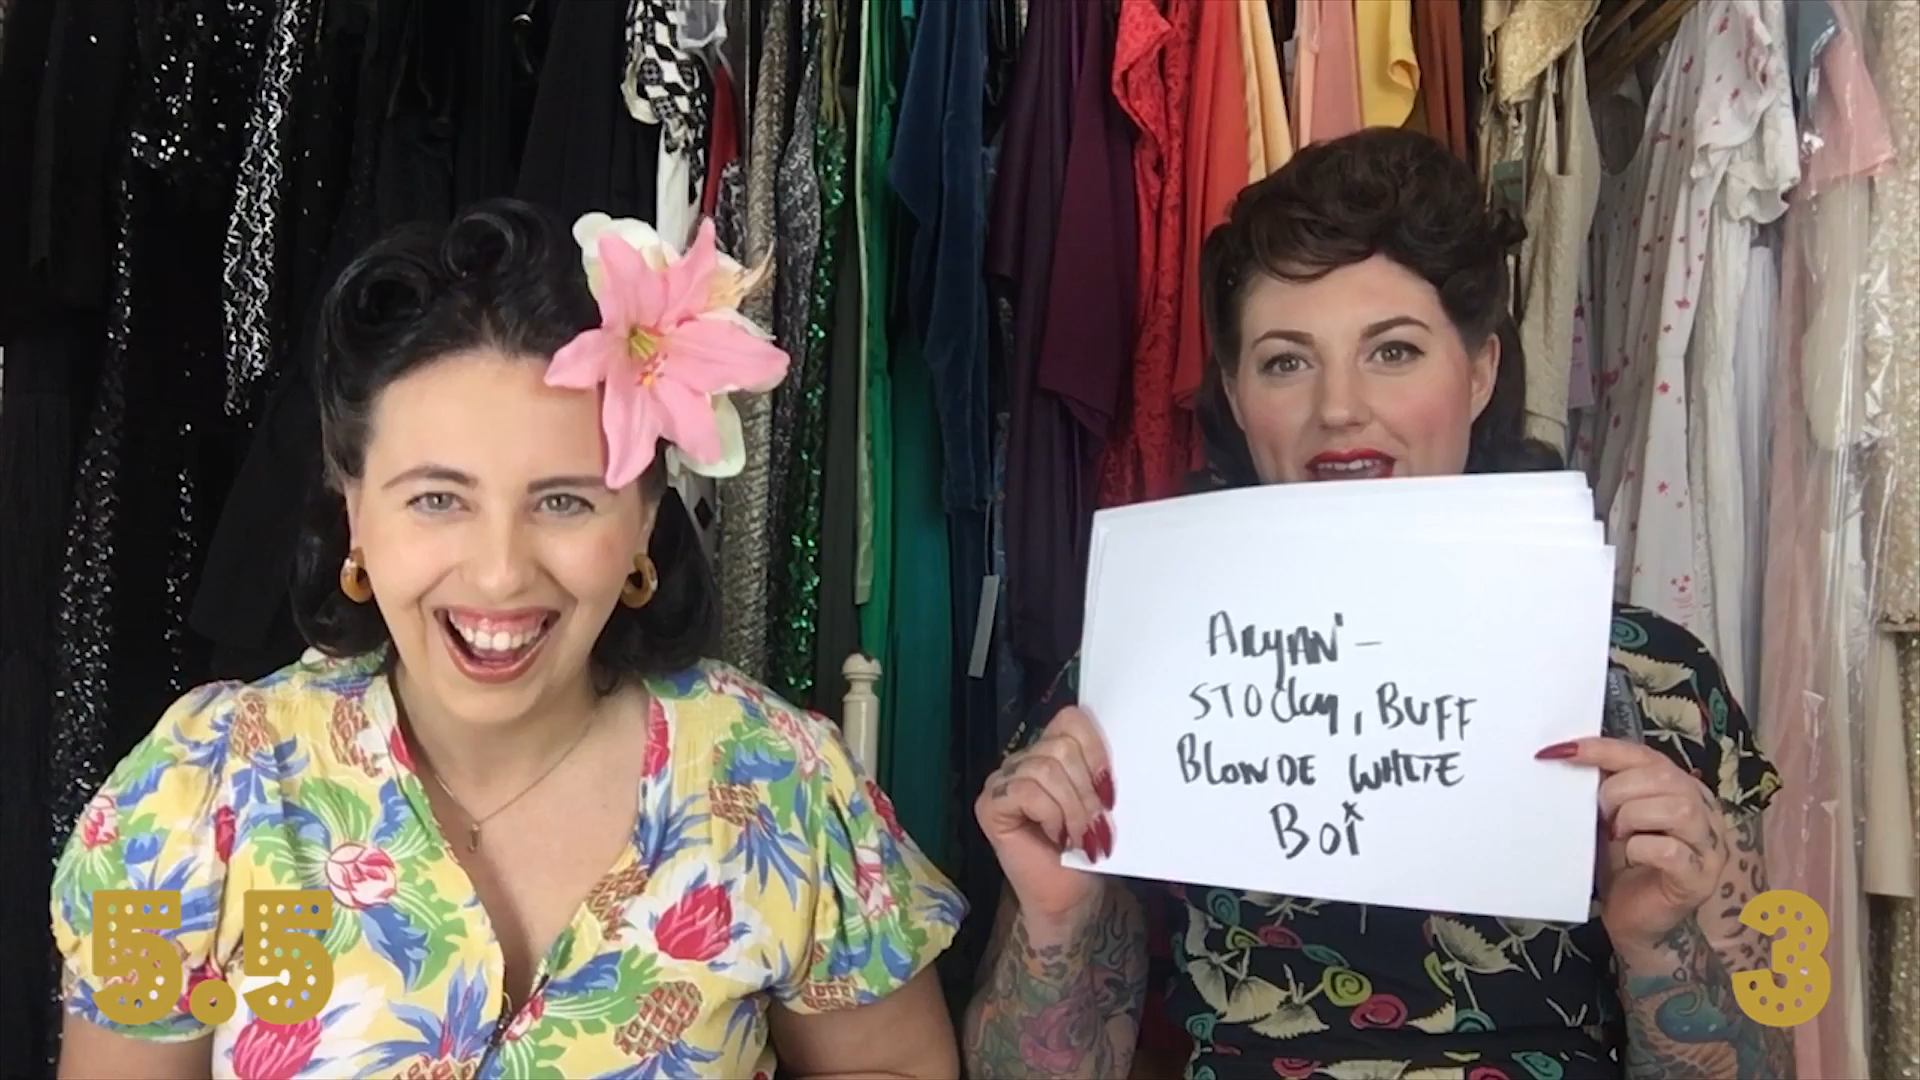 ARYAN -
STOCKY, BUFF
BLONDE WHITE
BOI
5.5
3